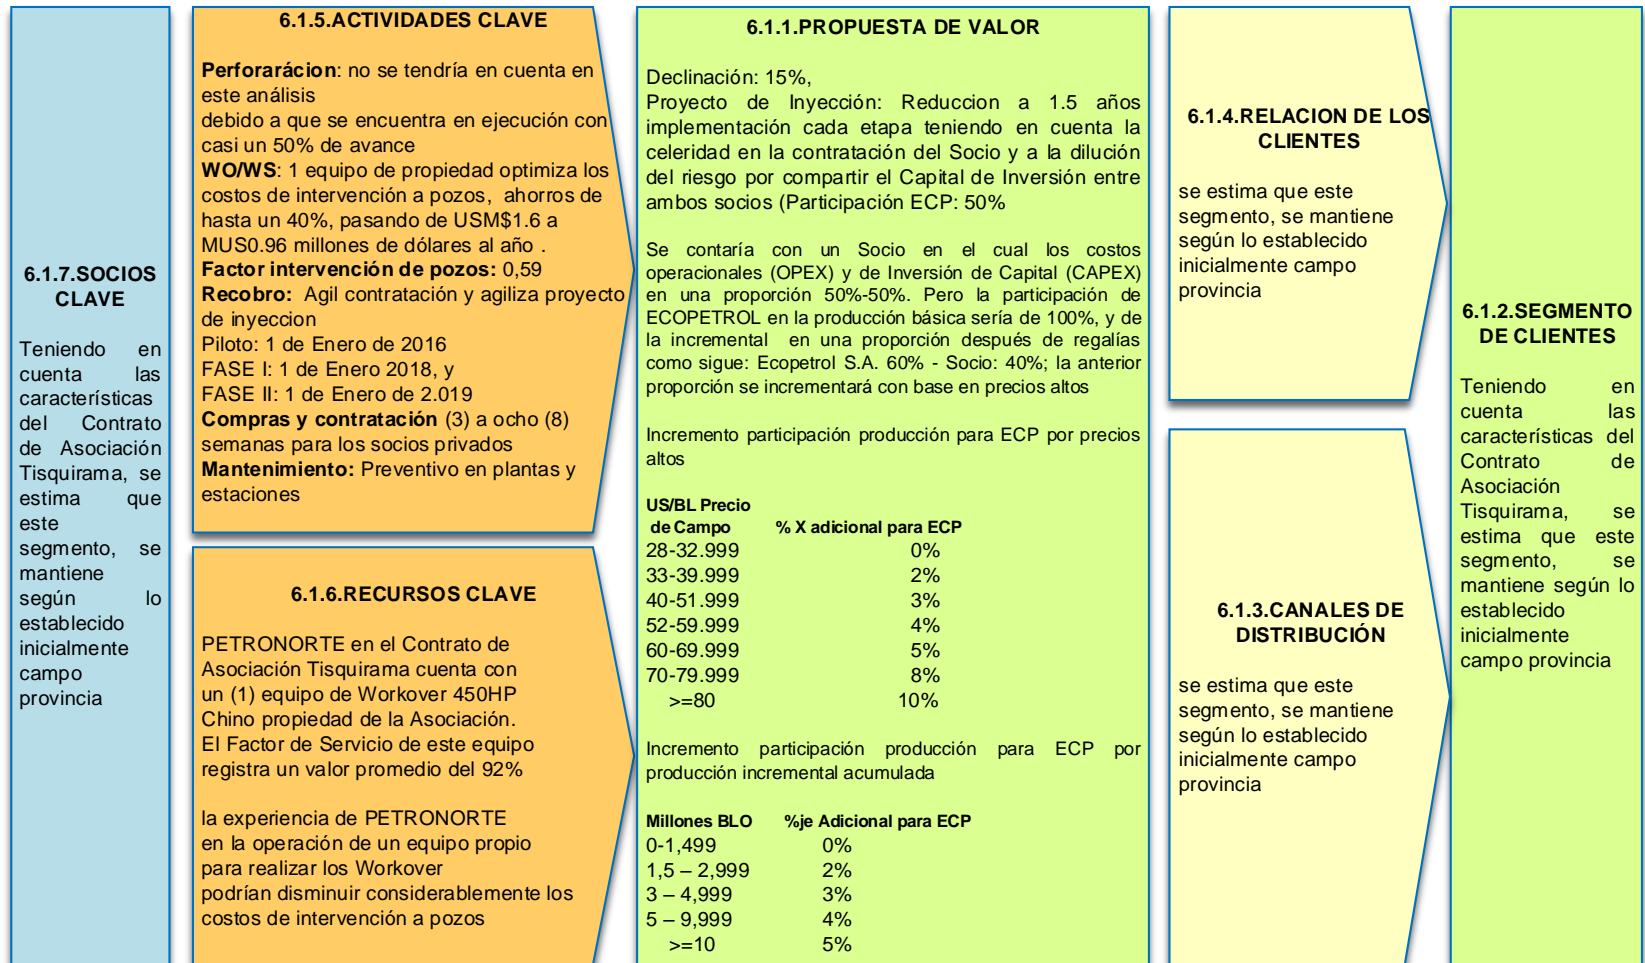 6.1.7.SOCIOS
CLAVE
Teniendo en
cuenta las
características
del Contrato
de Asociación
Tisquirama, se
estima que
este
segmento, se
mantiene
según lo
establecido
inicialmente
campo
provincia
6.1.5.ACTIVIDADES CLAVE
Perforarácion: no se tendría en cuenta en
este análisis
debido a que se encuentra en ejecución con
casi un 50% de avance
WO/WS: 1 equipo de propiedad optimiza los
costos de intervención a pozos, ahorros de
hasta un 40%, pasando de USM$1.6 a
MUS0.96 millones de dólares al año .
Factor intervención de pozos: 0,59
Recobro: Agil contratación y agiliza proyecto
de inyeccion
Piloto: 1 de Enero de 2016
FASE I: 1 de Enero 2018, y
FASE II: 1 de Enero de 2.019
Compras y contratación (3) a ocho (8)
semanas para los socios privados
Mantenimiento: Preventivo en plantas y
estaciones
6.1.6.RECURSOS CLAVE
PETRONORTE en el Contrato de
Asociación Tisquirama cuenta con
un (1) equipo de Workover 450HP
Chino propiedad de la Asociación.
El Factor de Servicio de este equipo
registra un valor promedio del 92%
la experiencia de PETRONORTE
en la operación de un equipo propio
para realizar los Workover
podrían disminuir considerablemente los
costos de intervención a pozos
6.1.1.PROPUESTA DE VALOR
Declinación: 15%,
Proyecto de Inyección: Reduccion a 1.5 años
implementación cada etapa teniendo en cuenta la
celeridad en la contratación del Socio y a la dilución
del riesgo por compartir el Capital de Inversión entre
ambos socios (Participación ECP: 50%
Se contaría con un Socio en el cual los costos
operacionales (OPEX) y de Inversión de Capital (CAPEX)
en una proporción 50%-50%. Pero la participación de
ECOPETROL en la producción básica sería de 100%, y de
la incremental en una proporción después de regalías
como sigue: Ecopetrol S.A. 60% - Socio: 40%; la anterior
proporción se incrementará con base en precios altos
Incremento participación producción para ECP por precios
altos
US/BL Precio
de Campo % X adicional para ECP
28-32.999 0%
33-39.999 2%
40-51.999 3%
52-59.999 4%
60-69.999 5%
70-79.999 8%
>=80 10%
Incremento participación producción para ECP por
producción incremental acumulada
Millones BLO %je Adicional para ECP
0-1,499 0%
1,5 – 2,999 2%
3 – 4,999 3%
5 – 9,999 4%
>=10 5%
6.1.4.RELACION DE LOS
CLIENTES
se estima que este
segmento, se mantiene
según lo establecido
inicialmente campo
provincia
6.1.3.CANALES DE
DISTRIBUCIÓN
se estima que este
segmento, se mantiene
según lo establecido
inicialmente campo
provincia
6.1.2.SEGMENTO
DE CLIENTES
Teniendo en
cuenta las
características del
Contrato de
Asociación
Tisquirama, se
estima que este
segmento, se
mantiene según lo
establecido
inicialmente
campo provincia